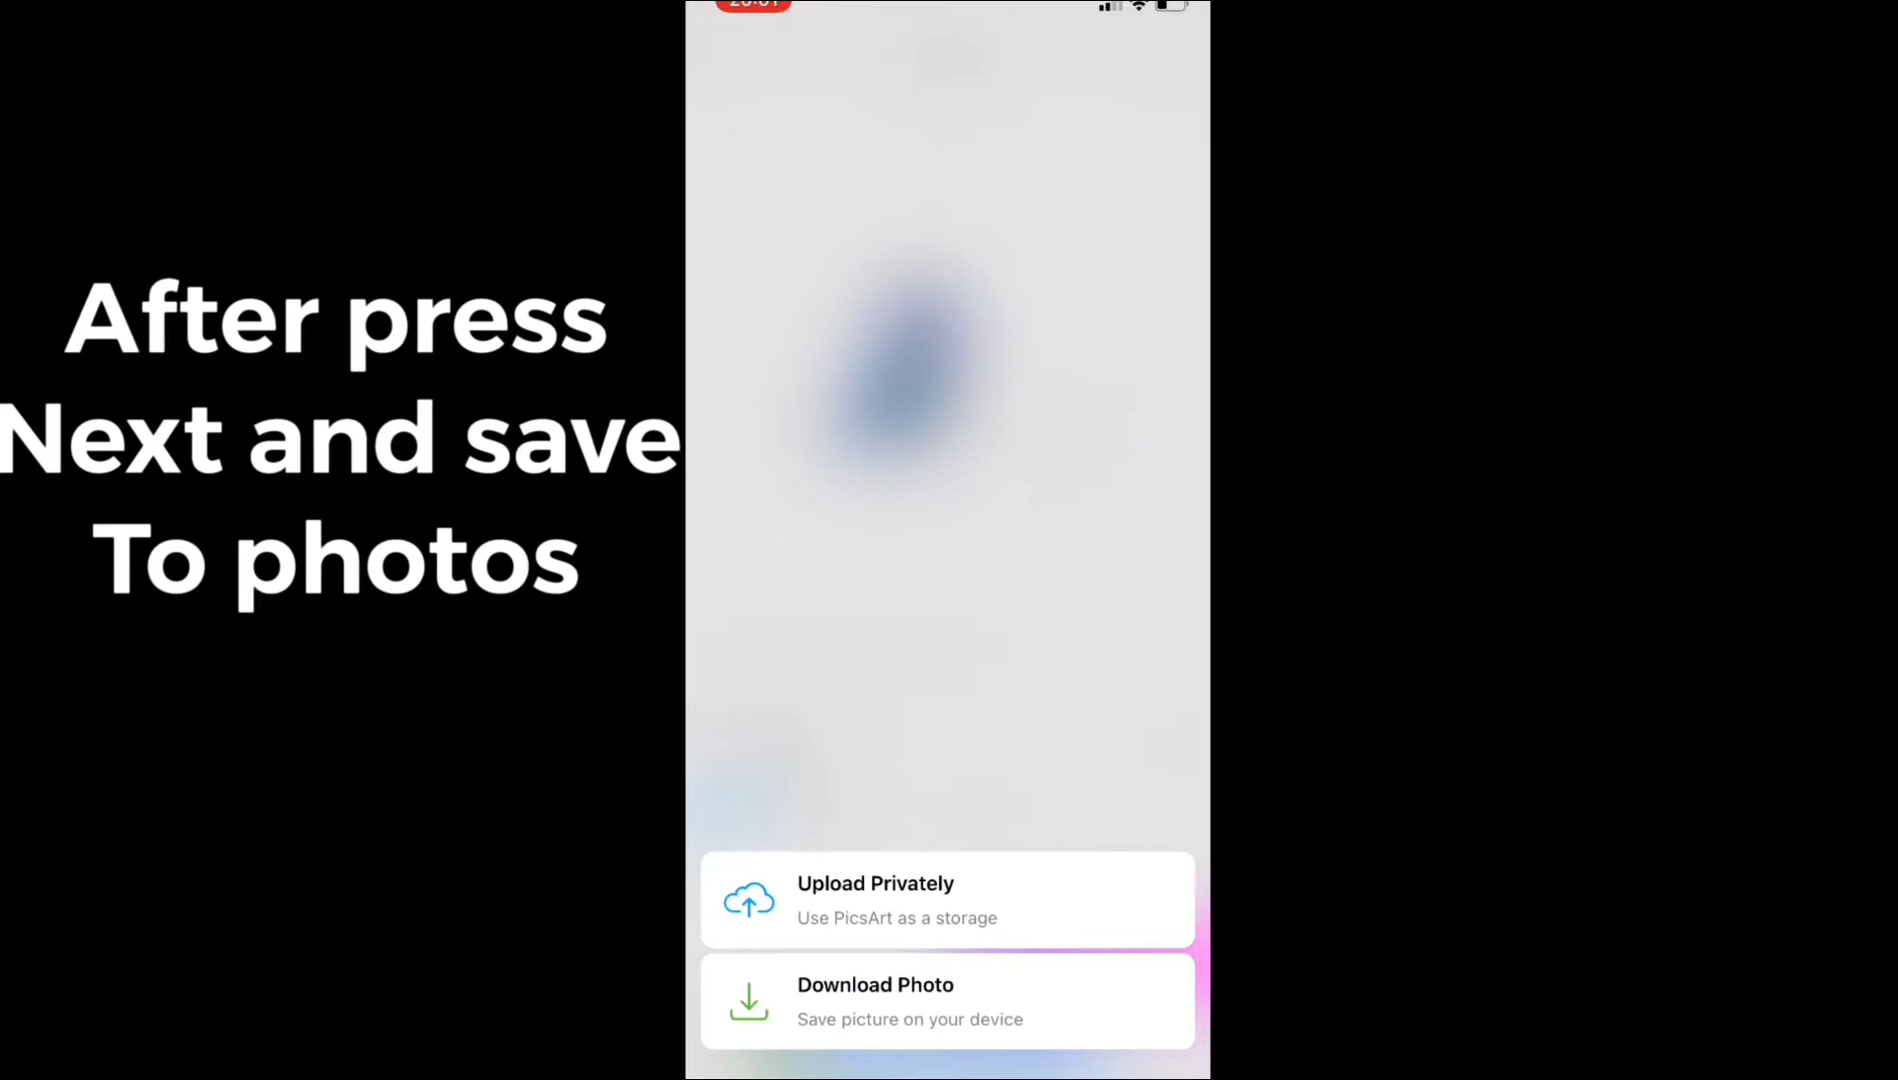 After press
Next and save
To photos
Upload Privately
Use PicsArt as a storage
Download Photo
Save picture on your device